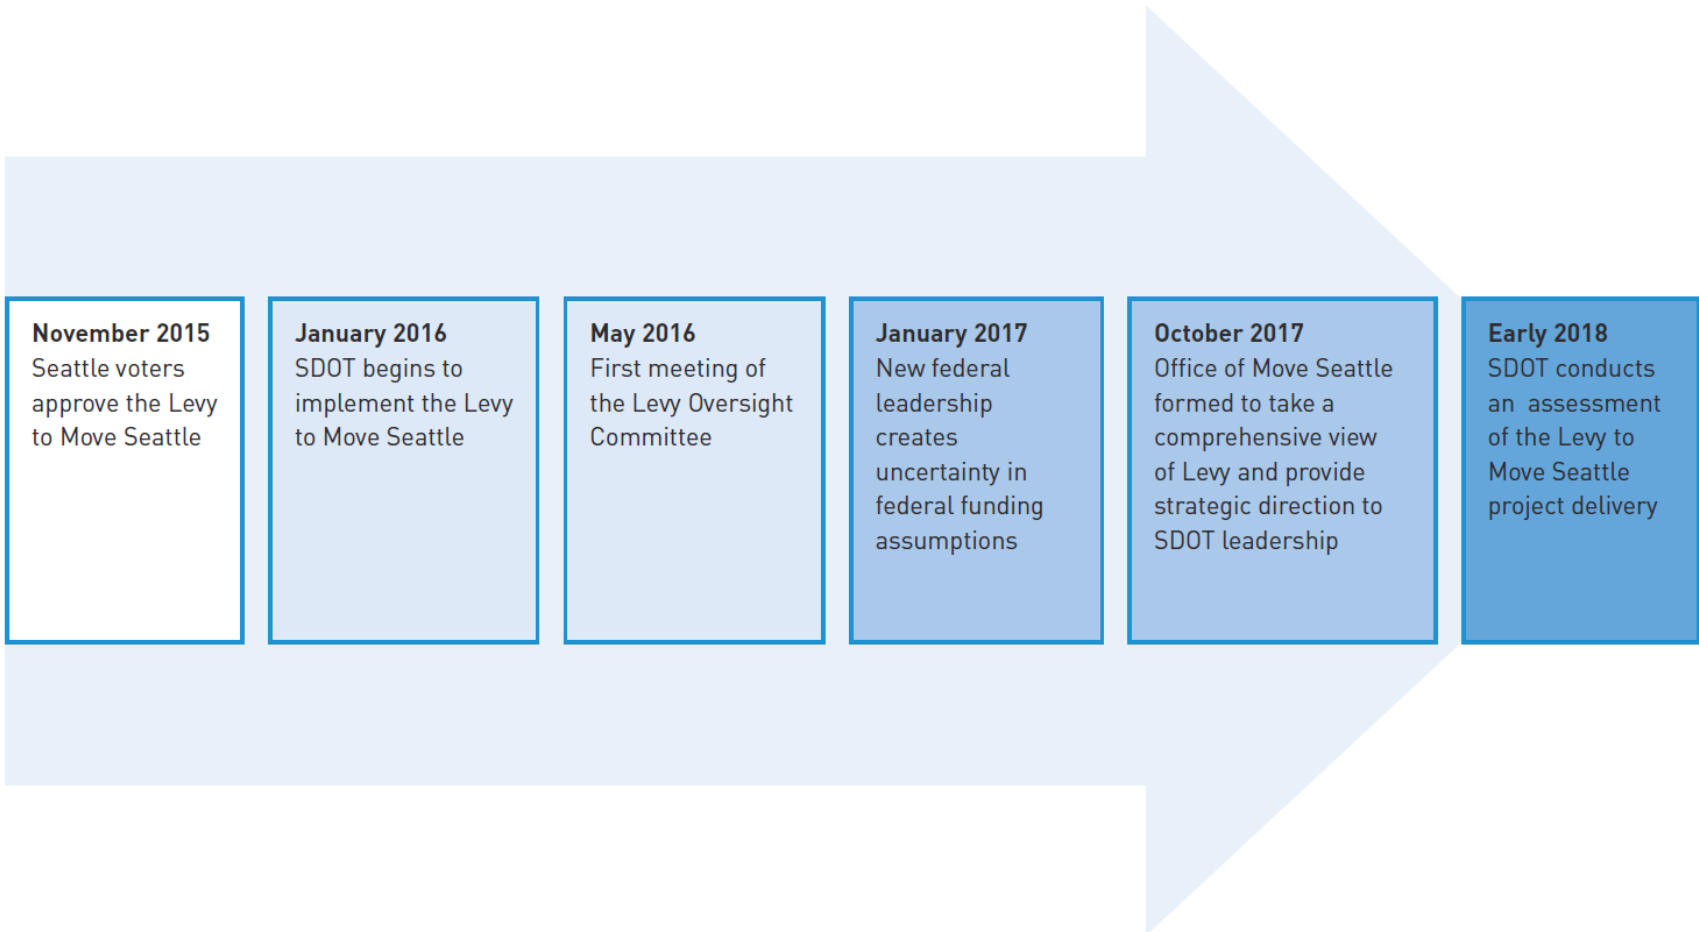 November 2015
Seattle voters
approve the Levy
to Move Seattle
January 2016
SDOT begins to
implement the Levy
to Move Seattle
May 2016
First meeting of
the Levy Oversight
Committee
January 2017
New federal
leadership
creates
uncertainty in
federal funding
assumptions
October 2017
Office of Move Seattle
formed to take a
comprehensive view
of Levy and provide
strategic direction to
SDOT leadership
Early 2018
SDOT conducts
an assessment
of the Levy to
Move Seattle
project delivery